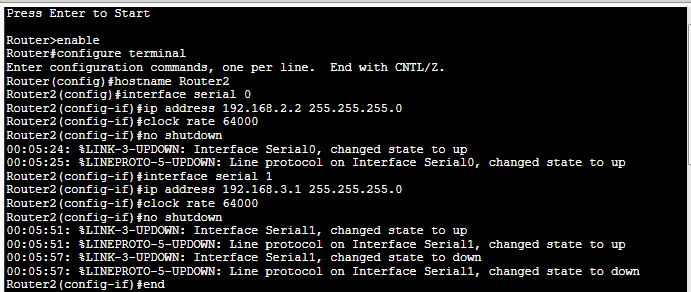 Press Enter to Start
Router>enable
Router#configure terminal
Enter configuration commands, one per line.  End with CNTL/Z.
Router(config)#hostname Router2
Router2(config)#interface serial 0
Router2(config-if)#ip address 192.168.2.2 255.255.255.0
Router2(config-if)#clock rate 64000
Router2(config-if)#no shutdown
00:05:24: %LINK-3-UPDOWN: Interface Serial0, changed state to up
00:05:25: %LINEPROTO-5-UPDOWN: Line protocol on Interface Serial0, changed state to up
Router2(config-if)#interface serial 1
Router2(config-if)#ip address 192.168.3.1 255.255.255.0
Router2(config-if)#clock rate 64000
Router2(config-if)#no shutdown
00:05:51: %LINK-3-UPDOWN: Interface Serial1, changed state to up
00:05:51: %LINEPROTO-5-UPDOWN: Line protocol on Interface Serial1, changed state to up
00:05:57: %LINK-3-UPDOWN: Interface Serial1, changed state to down
00:05:57: %LINEPROTO-5-UPDOWN: Line protocol on Interface Serial1, changed state to down
Router2(config-if)#end